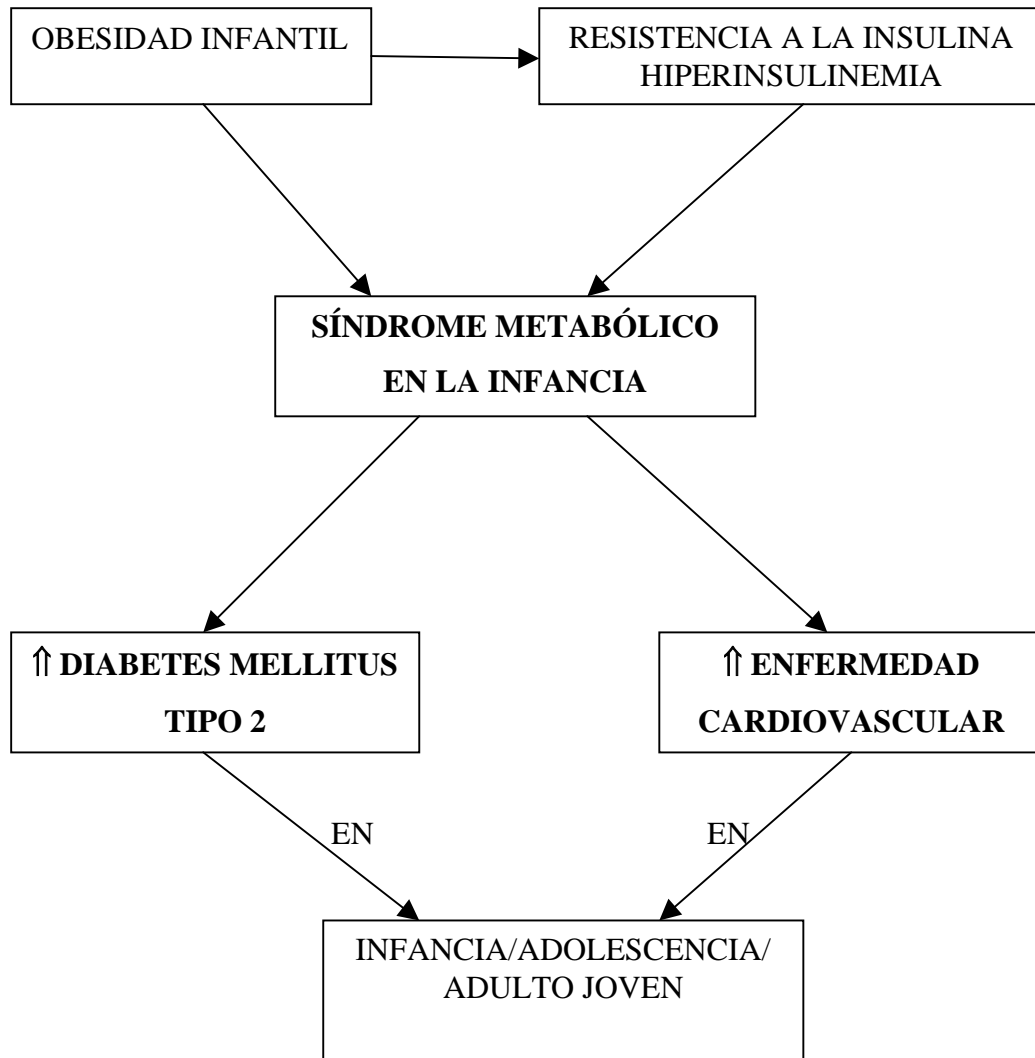 OBESIDAD INFANTIL
RESISTENCIA A LA INSULINA
HIPERINSULINEMIA
SÍNDROME METABÓLICO
EN LA INFANCIA
⇑ DIABETES MELLITUS
TIPO 2
⇑ ENFERMEDAD
CARDIOVASCULAR
EN
EN
INFANCIA/ADOLESCENCIA/
ADULTO JOVEN